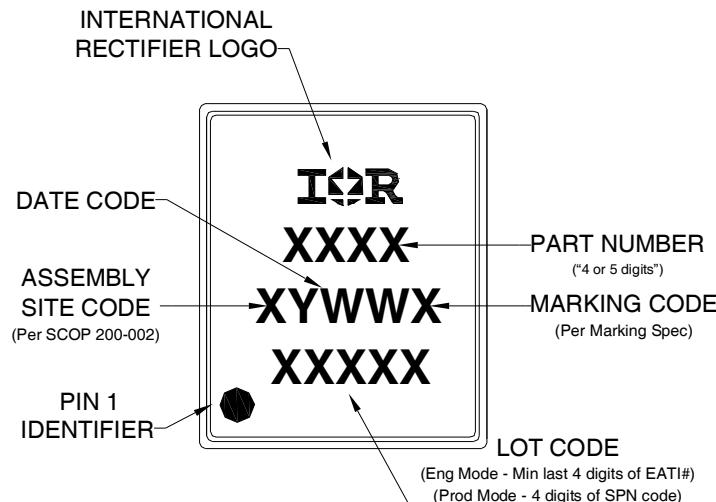 INTERNATIONAL
RECTIFIER LOGO
IOR
DATE CODE
XXXX
PART NUMBER
("4 or 5 digits")
ASSEMBLY
SITE CODE
(Per SCOP 200-002)
XYWWX
MARKING CODE
(Per Marking Spec)
XXXXX
PIN 1
IDENTIFIER
LOT CODE
(Eng Mode - Min last 4 digits of EATI#)
(Prod Mode - 4 digits of SPN code)